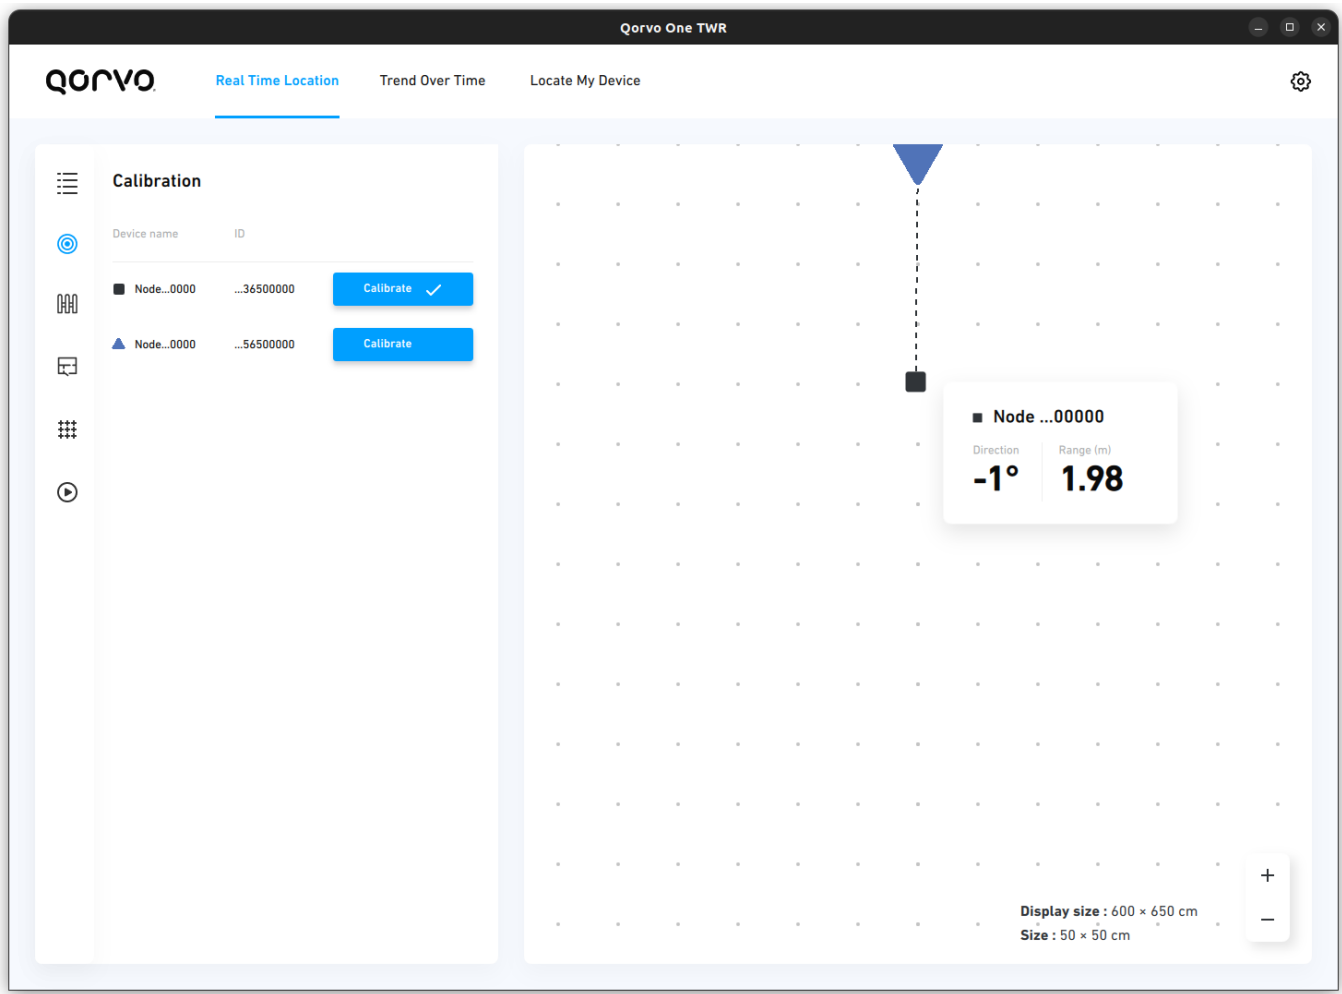 Qorvo One TWR
QORVO
Real Time Location
Trend Over Time
Locate My Device
Calibration
Device name
ID
Node...0000
...36500000
Calibrate
Node...0000
...56500000
Calibrate
Node ...00000
Direction
Range (m)
-1°
1.98
Display size : 600 × 650 cm
Size : 50 × 50 cm